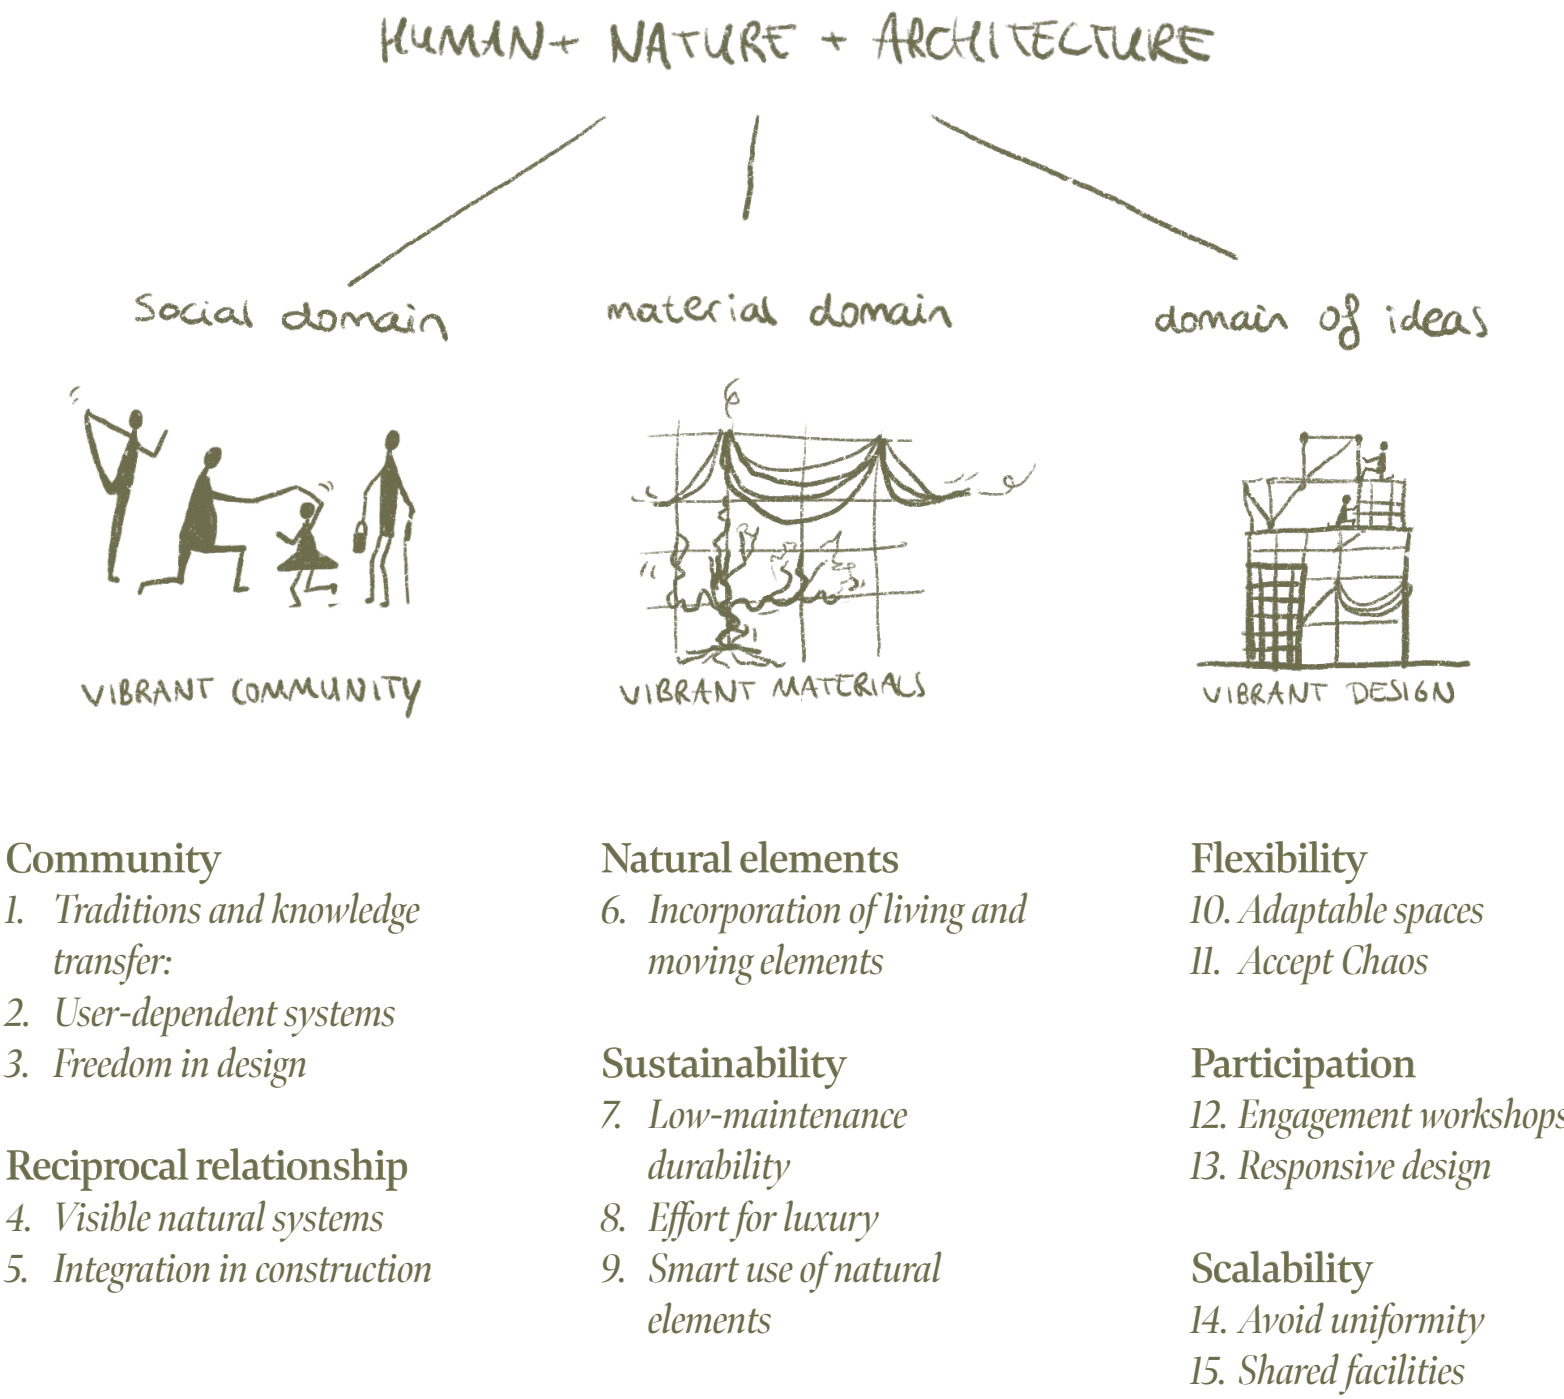 HUMAN + NATURE + ARCHITECTURE
social domain
material domain
domain of ideas
VIBRANT COMMUNITY
VIBRANT MATERIALS
VIBRANT DESIGN
Community
1. Traditions and knowledge
transfer:
2. User-dependent systems
3. Freedom in design
Reciprocal relationship
4. Visible natural systems
5. Integration in construction
Natural elements
6. Incorporation of living and
moving elements
Sustainability
7. Low-maintenance
durability
8. Effort for luxury
9. Smart use of natural
elements
Flexibility
10. Adaptable spaces
11. Accept Chaos
Participation
12. Engagement workshops
13. Responsive design
Scalability
14. Avoid uniformity
15. Shared facilities